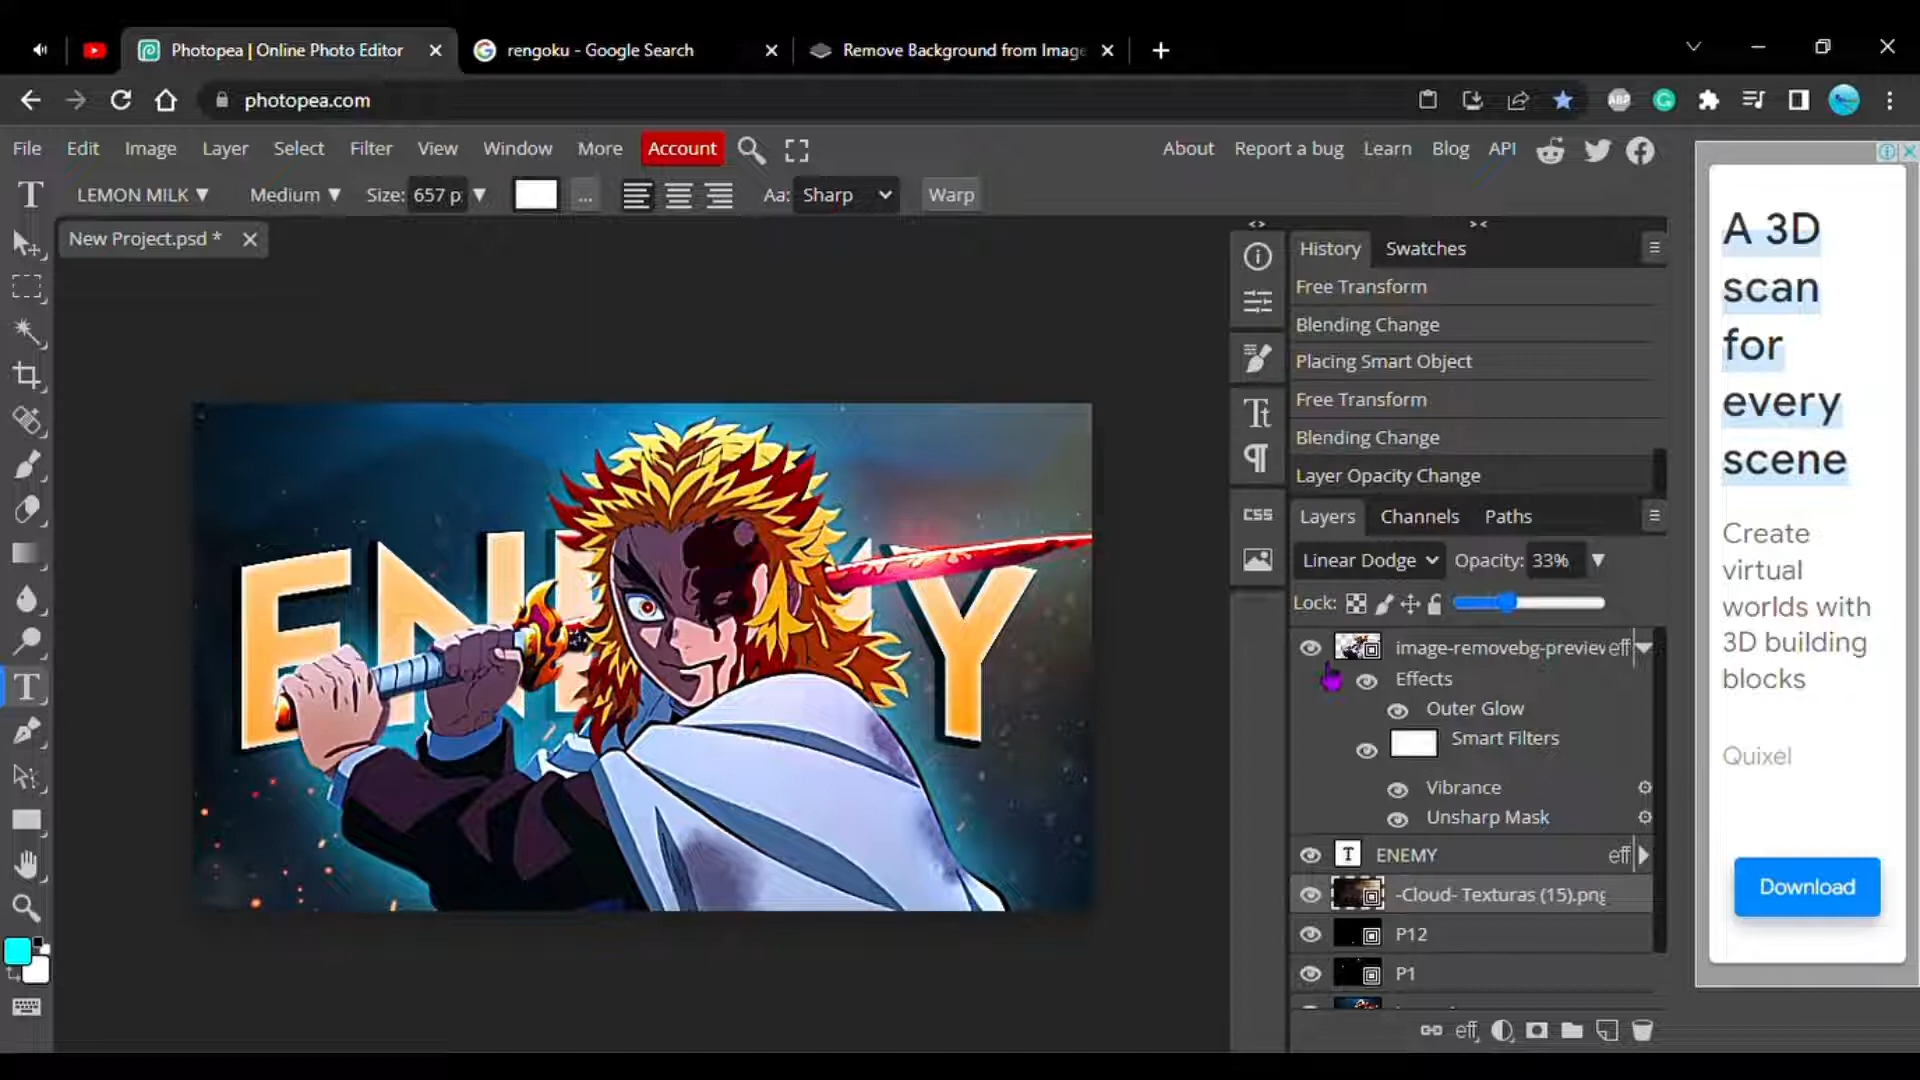 Photopea | Online Photo Editor
rengoku - Google Search
Remove Background from Image
photopea.com
ABP
File Edit Image Layer Select Filter View Window More Account
About Report a bug Learn Blog API
T LEMON MILK Medium Size: 657 p ... Aa: Sharp Warp
New Project.psd *
History Swatches
Free Transform
Blending Change
Placing Smart Object
Free Transform
Blending Change
Layer Opacity Change
CSS
Layers Channels Paths
Linear Dodge Opacity: 33%
Lock:
image-removebg-preview eff
Effects
Outer Glow
Smart Filters
Vibrance
Unsharp Mask
T ENEMY eff
-Cloud- Texturas (15).png
P12
P1
eff
ENEMY
A 3D
scan
for
every
scene
Create
virtual
worlds with
3D building
blocks
Quixel
Download